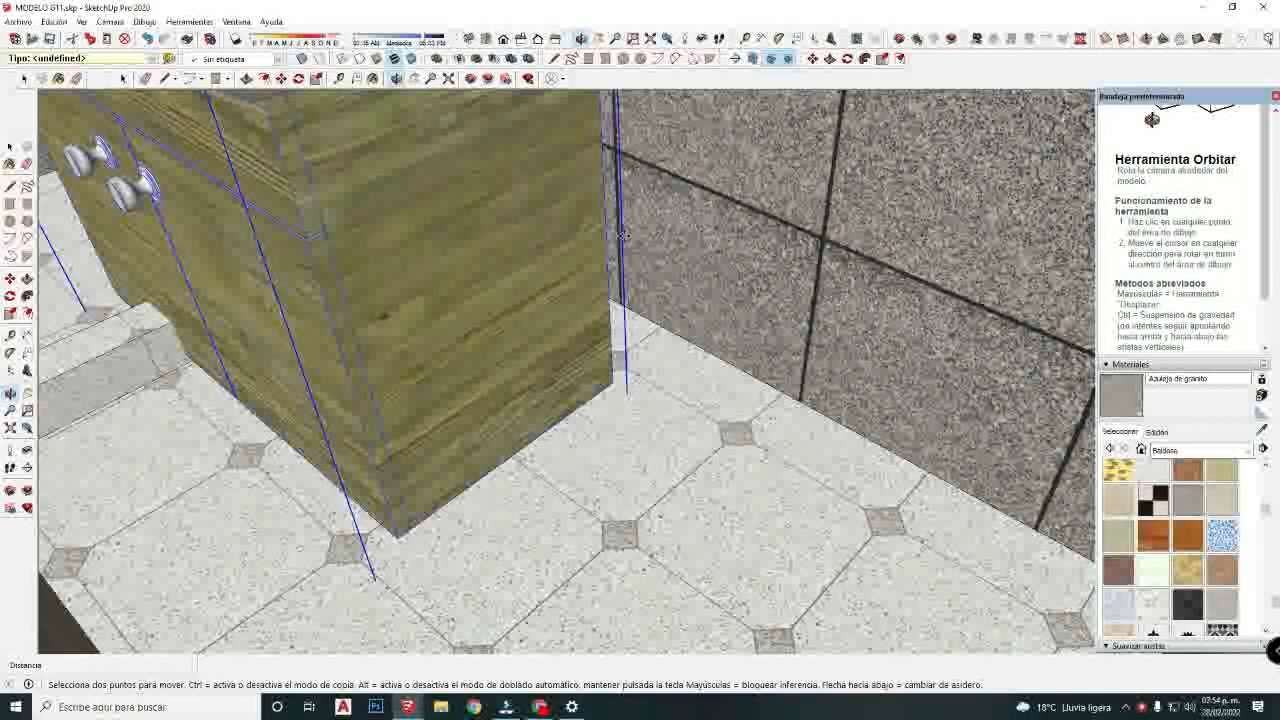 MODELO G11.skp - SketchUp Pro 2020
Archivo Edición Ver Cámara Dibujo Herramientas Ventana Ayuda
E F M A M J J A S O N D
Mediodía
Tipo: <undefined>
Sin etiqueta
Bandeja predeterminada
Herramienta Orbitar
Rota la cámara alrededor del
modelo.
Funcionamiento de la
herramienta
1. Haz clic en cualquier punto
del área de dibujo.
2. Mueve el cursor en cualquier
dirección para rotar en torno
al centro del área de dibujo.
Métodos abreviados
Mayúsculas = Herramienta
"Desplazar"
Ctrl = Suspensión de gravedad
(no intentes seguir apuntando
hacia arriba y hacia abajo las
aristas verticales)
Materiales
Azulejo de granito
Seleccionar Edición
Baldosa
Suavizar aristas
Distancia
Selecciona dos puntos para mover. Ctrl = activa o desactiva el modo de copia. Alt = activa o desactiva el modo de doblado automático, mantener pulsada la tecla Mayúsculas = bloquear inferencia. Flecha hacia abajo = cambiar de asidero.
Escribe aquí para buscar.
18°C Lluvia ligera
07:54 p. m.